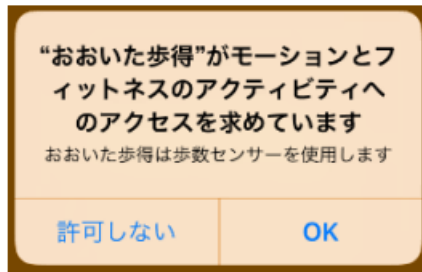 “おおいた歩得”がモーションとフ
ィットネスのアクティビティへ
のアクセスを求めています
おおいた歩得は歩数センサーを使用します
許可しない
OK